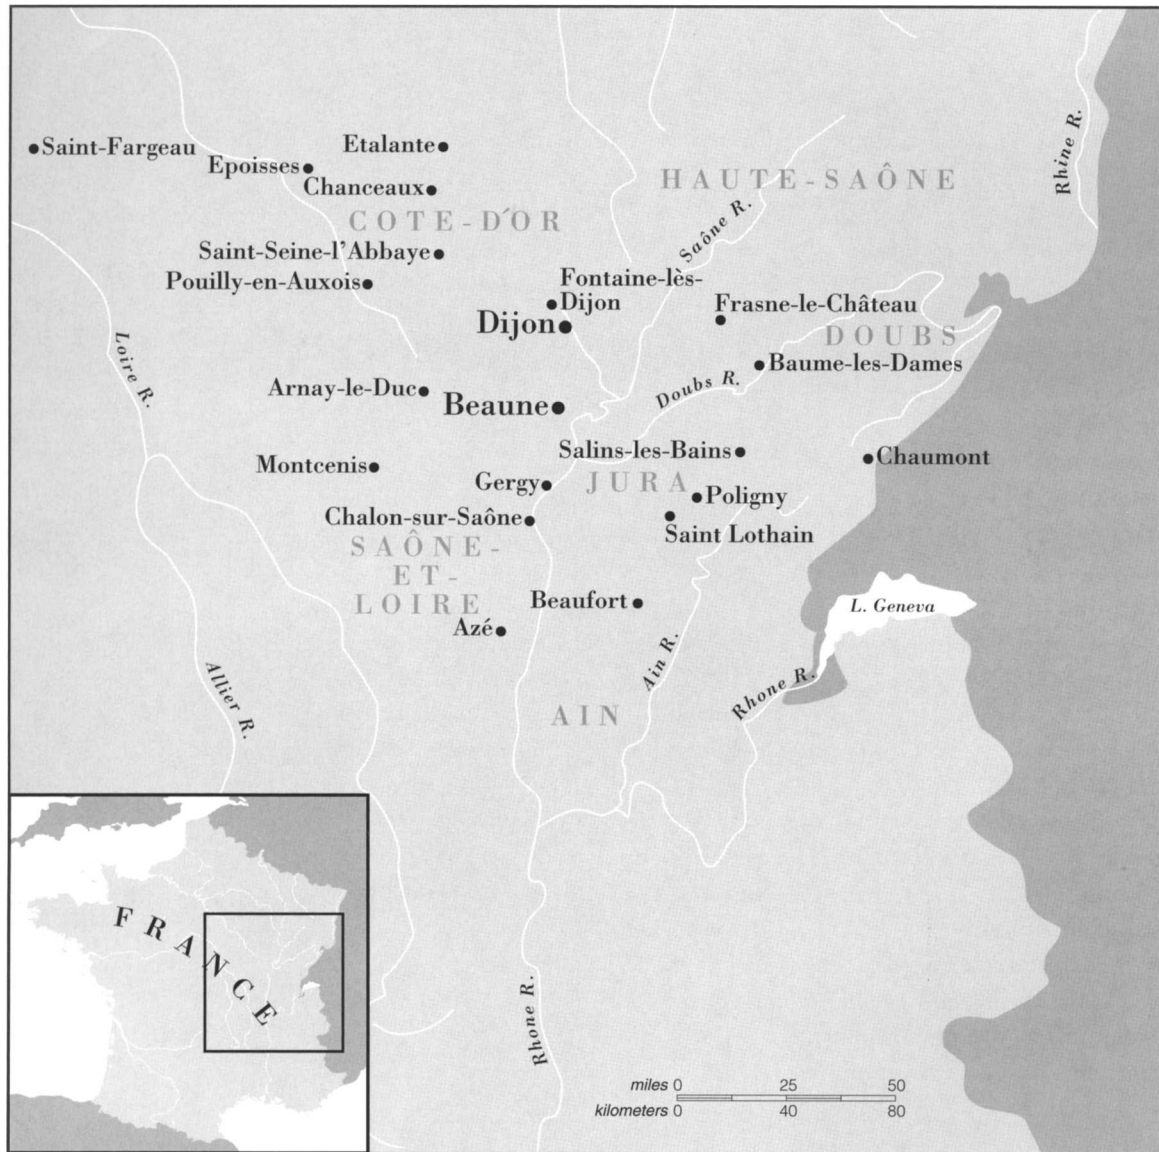 Rhine R.
Saint-Fargeau
Etalante
Epoisses
HAUTE-SAÔNE
Chanceaux
COTE-D´OR
Saône R.
Saint-Seine-l'Abbaye
Pouilly-en-Auxois
Fontaine-lès-
Dijon
Frasne-le-Château
Dijon
DOUBS
Loire R.
Baume-les-Dames
Doubs R.
Arnay-le-Duc
Beaune
Salins-les-Bains
Chaumont
Montcenis
Gergy
JURA
Poligny
Chalon-sur-Saône
Saint Lothain
SAÔNE-
ET-
LOIRE
Beaufort
L. Geneva
Azé
Ain R.
Allier R.
Rhone R.
AIN
FRANCE
Rhone R.
miles 0 25 50
kilometers 0 40 80